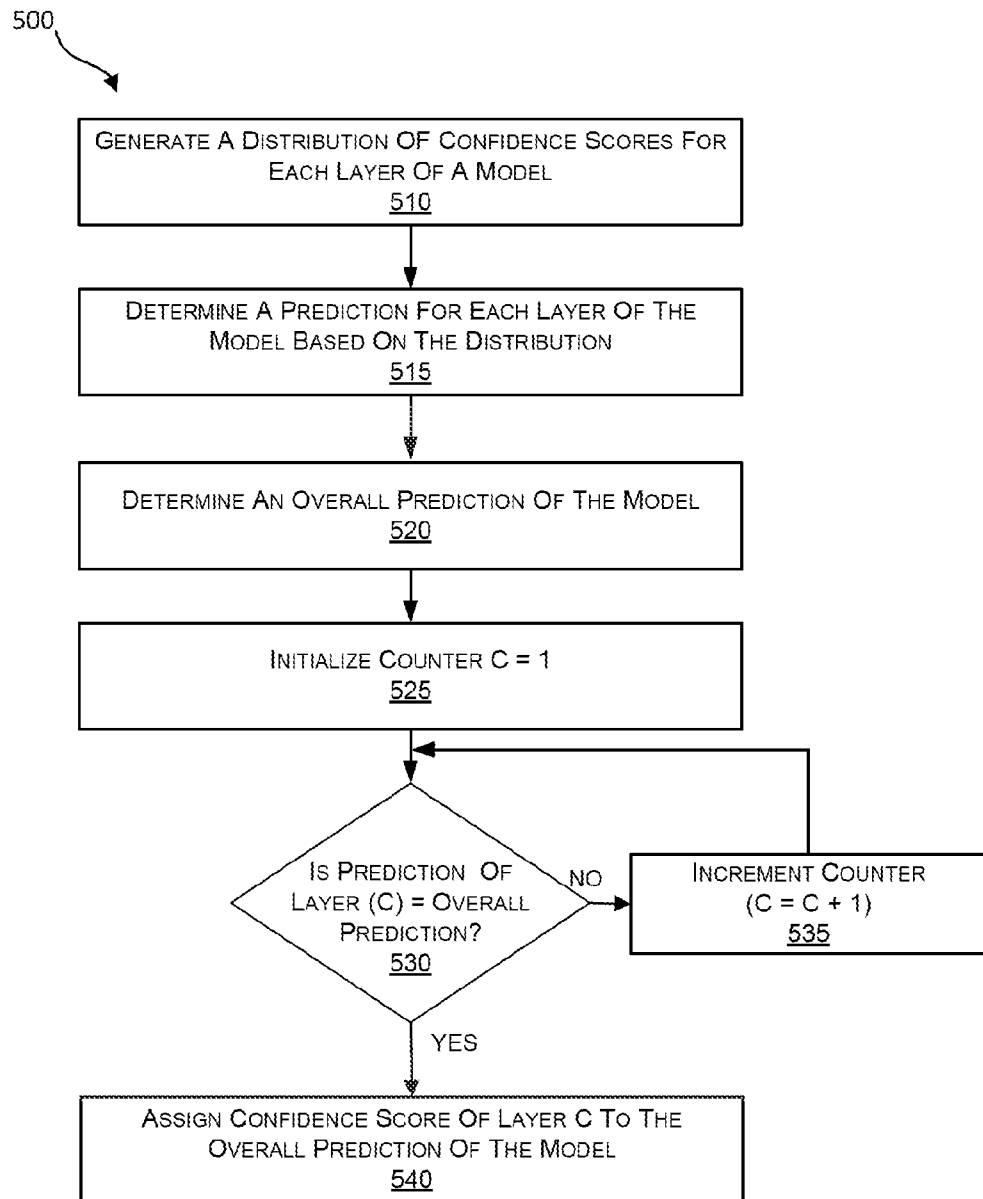 500
GENERATE A DISTRIBUTION OF CONFIDENCE SCORES FOR
EACH LAYER OF A MODEL
510
DETERMINE A PREDICTION FOR EACH LAYER OF THE
MODEL BASED ON THE DISTRIBUTION
515
DETERMINE AN OVERALL PREDICTION OF THE MODEL
520
INITIALIZE COUNTER C = 1
525
IS PREDICTION OF
LAYER (C) = OVERALL
PREDICTION?
530
NO
INCREMENT COUNTER
(C = C + 1)
535
YES
ASSIGN CONFIDENCE SCORE OF LAYER C TO THE
OVERALL PREDICTION OF THE MODEL
540